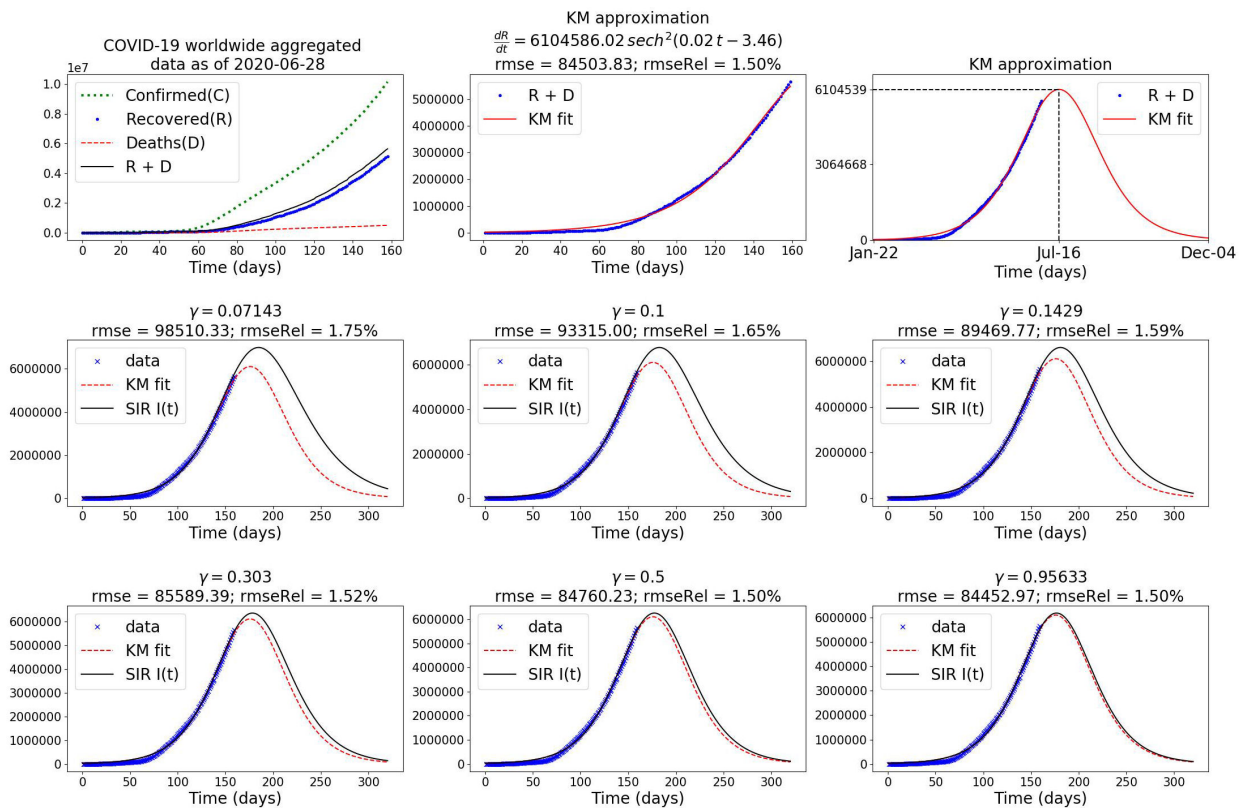 COVID-19 worldwide aggregated
data as of 2020-06-28
1e7
1.0
0.8
0.6
0.4
0.2
0.0
Confirmed(C)
Recovered(R)
Deaths(D)
R + D
0 20 40 60 80 100 120 140 160
Time (days)
KM approximation
dR/dt = 6104586.02 sech²(0.02 t − 3.46)
rmse = 84503.83; rmseRel = 1.50%
5000000
4000000
3000000
2000000
1000000
0
R + D
KM fit
0 20 40 60 80 100 120 140 160
Time (days)
KM approximation
6104539
3064668
0
R + D
KM fit
Jan-22 Jul-16 Dec-04
Time (days)
γ = 0.07143
rmse = 98510.33; rmseRel = 1.75%
6000000
4000000
2000000
0
data
KM fit
SIR I(t)
0 50 100 150 200 250 300
Time (days)
γ = 0.1
rmse = 93315.00; rmseRel = 1.65%
6000000
4000000
2000000
0
data
KM fit
SIR I(t)
0 50 100 150 200 250 300
Time (days)
γ = 0.1429
rmse = 89469.77; rmseRel = 1.59%
6000000
4000000
2000000
0
data
KM fit
SIR I(t)
0 50 100 150 200 250 300
Time (days)
γ = 0.303
rmse = 85589.39; rmseRel = 1.52%
6000000
5000000
4000000
3000000
2000000
1000000
0
data
KM fit
SIR I(t)
0 50 100 150 200 250 300
Time (days)
γ = 0.5
rmse = 84760.23; rmseRel = 1.50%
6000000
5000000
4000000
3000000
2000000
1000000
0
data
KM fit
SIR I(t)
0 50 100 150 200 250 300
Time (days)
γ = 0.95633
rmse = 84452.97; rmseRel = 1.50%
6000000
5000000
4000000
3000000
2000000
1000000
0
data
KM fit
SIR I(t)
0 50 100 150 200 250 300
Time (days)